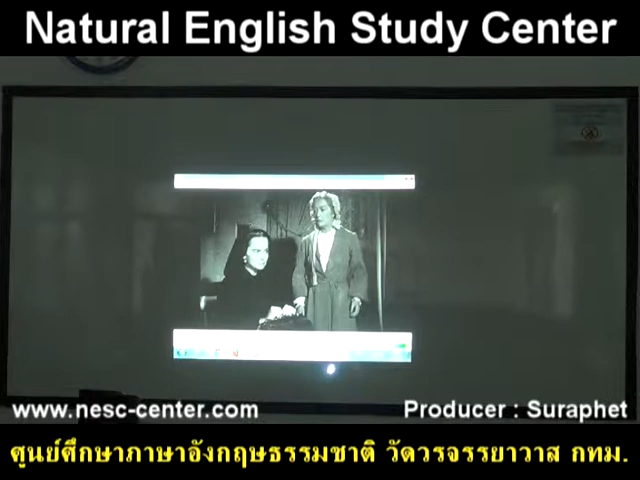 Natural English Study Center
www.nesc-center.com
Producer : Suraphet
ศูนย์ศึกษาภาษาอังกฤษธรรมชาติ วัดวรจรรยาวาส กทม.